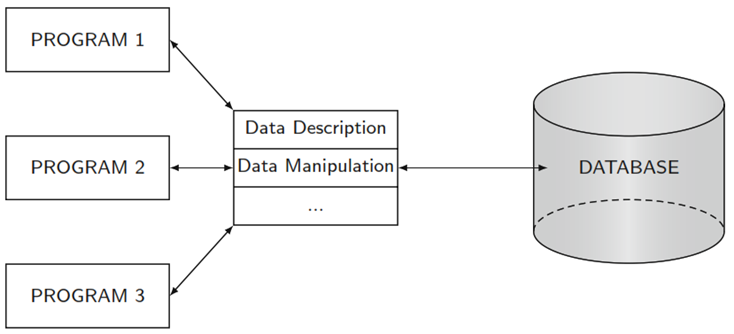 PROGRAM 1
Data Description
PROGRAM 2
Data Manipulation
DATABASE
...
PROGRAM 3